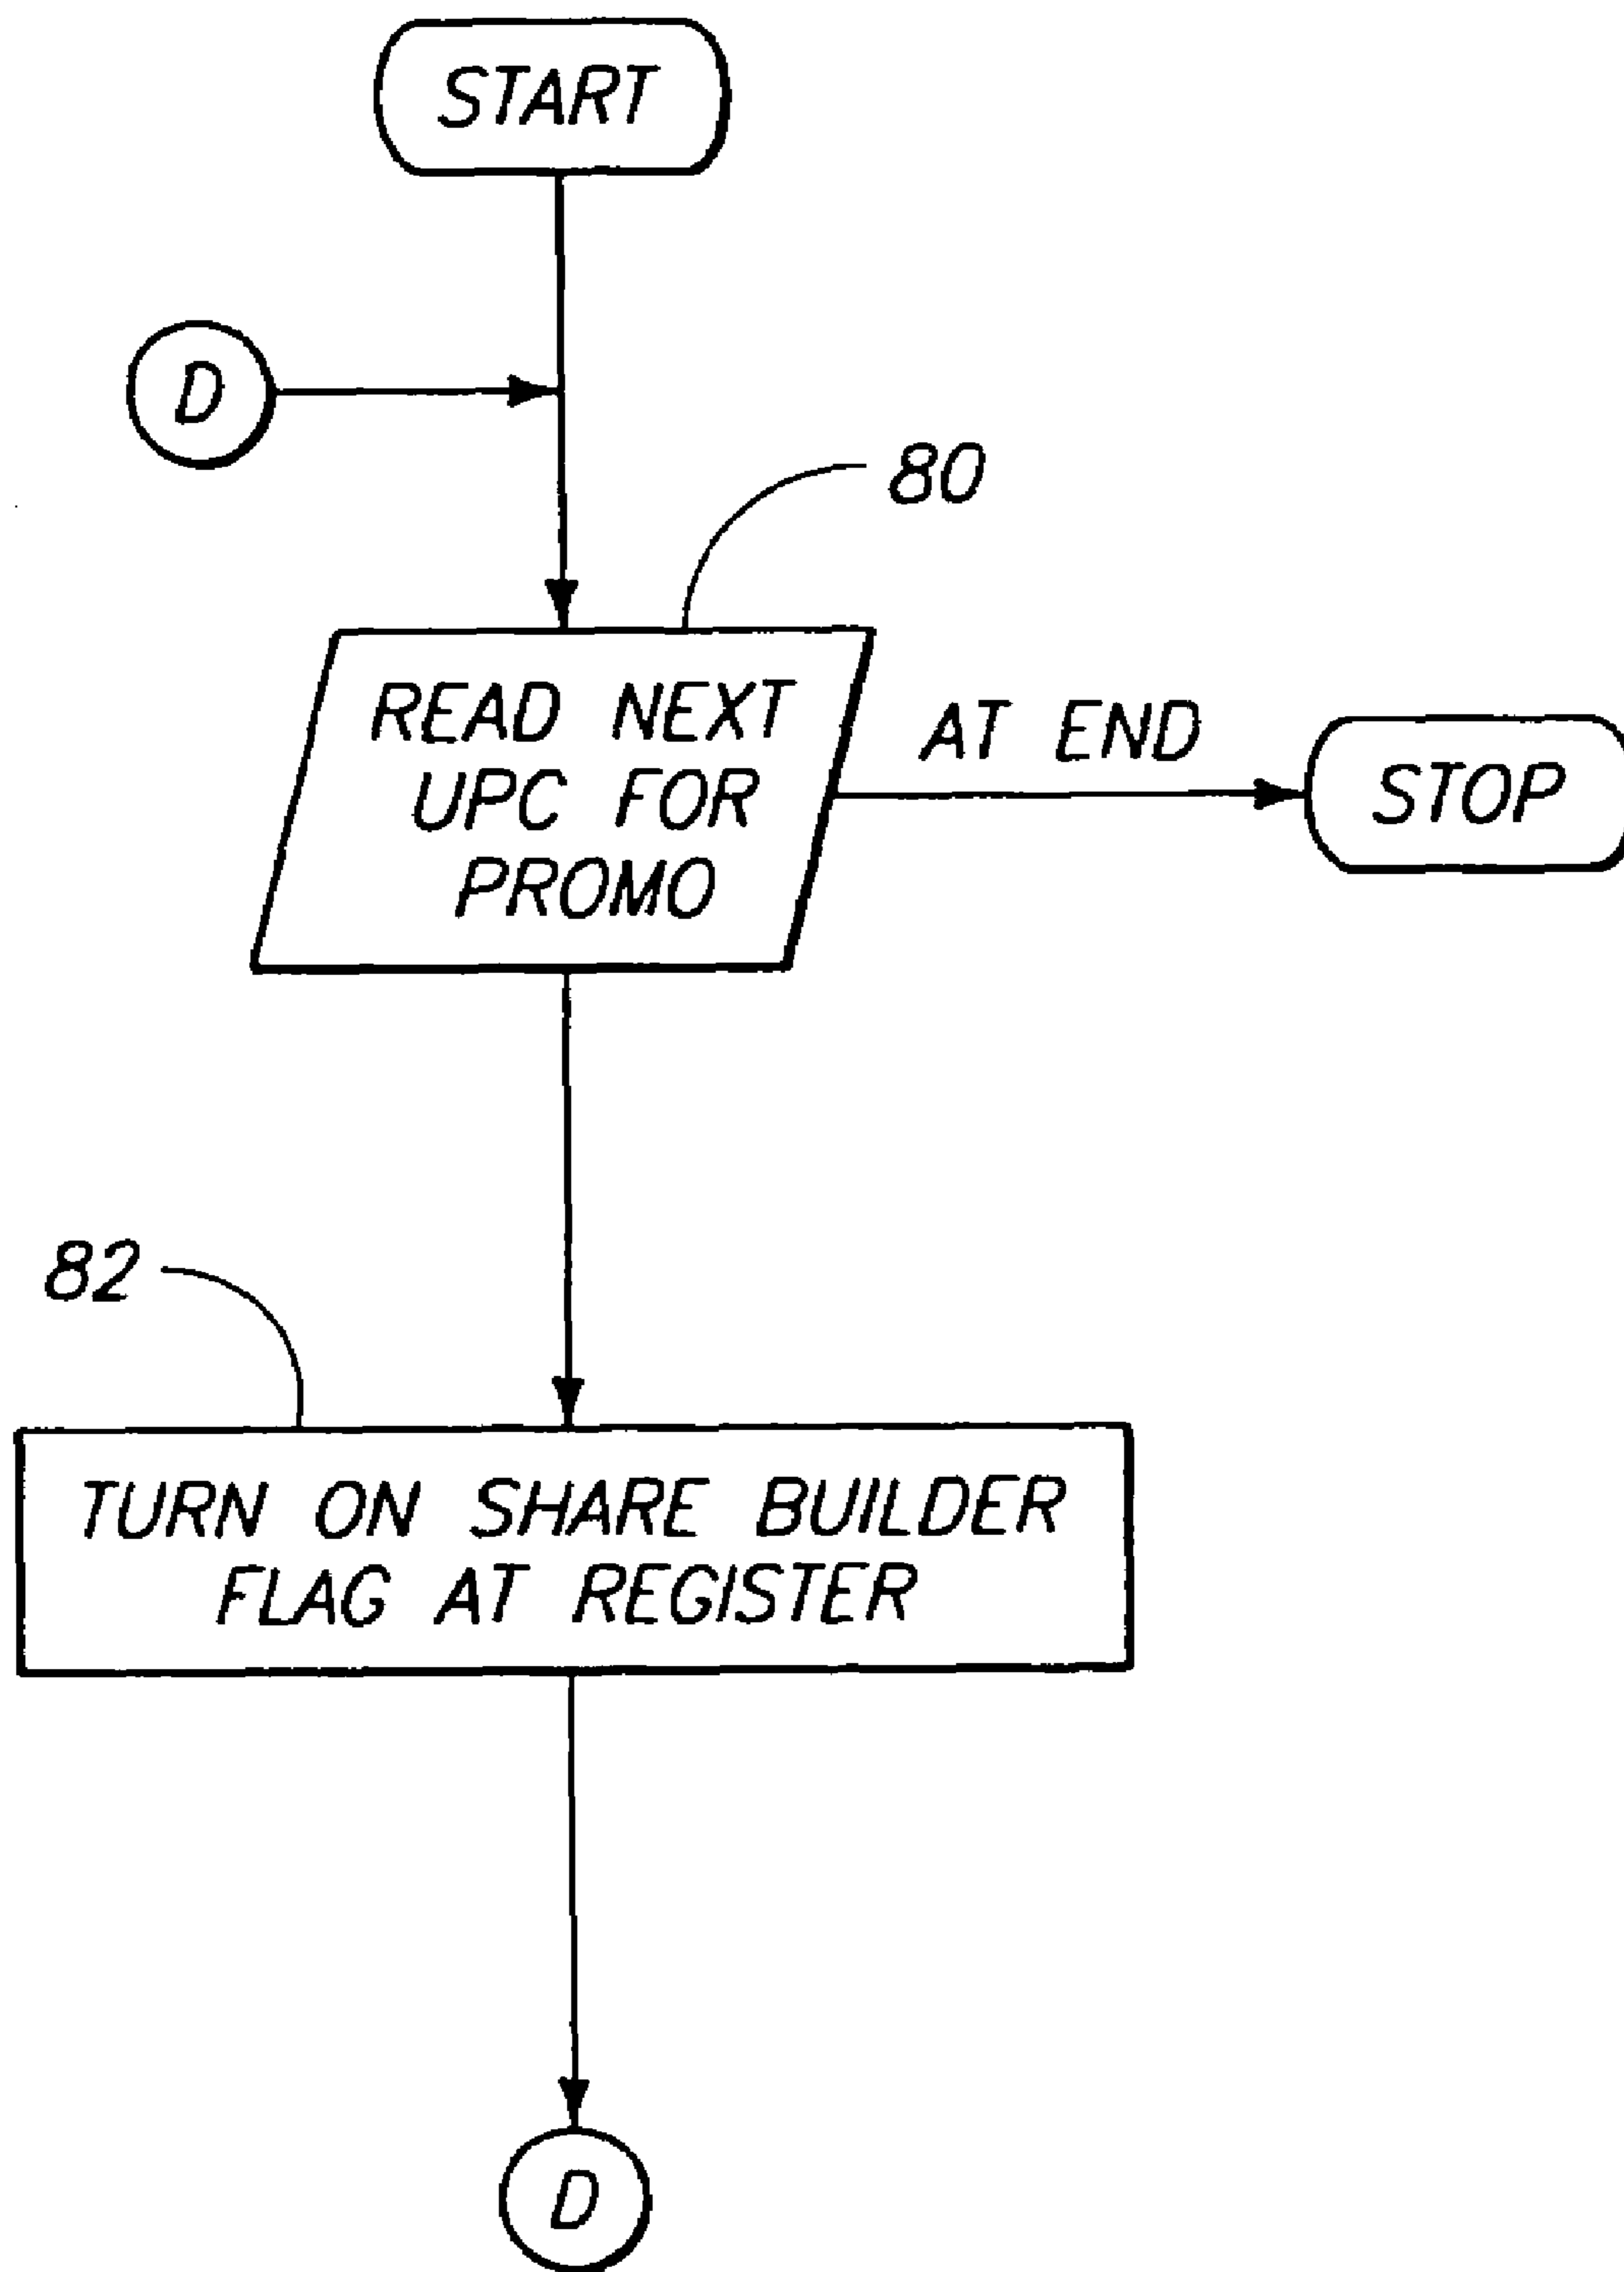 START
D
80
READ NEXT
UPC FOR
PROMO
AT END
STOP
82
TURN ON SHARE BUILDER
FLAG AT REGISTER
D